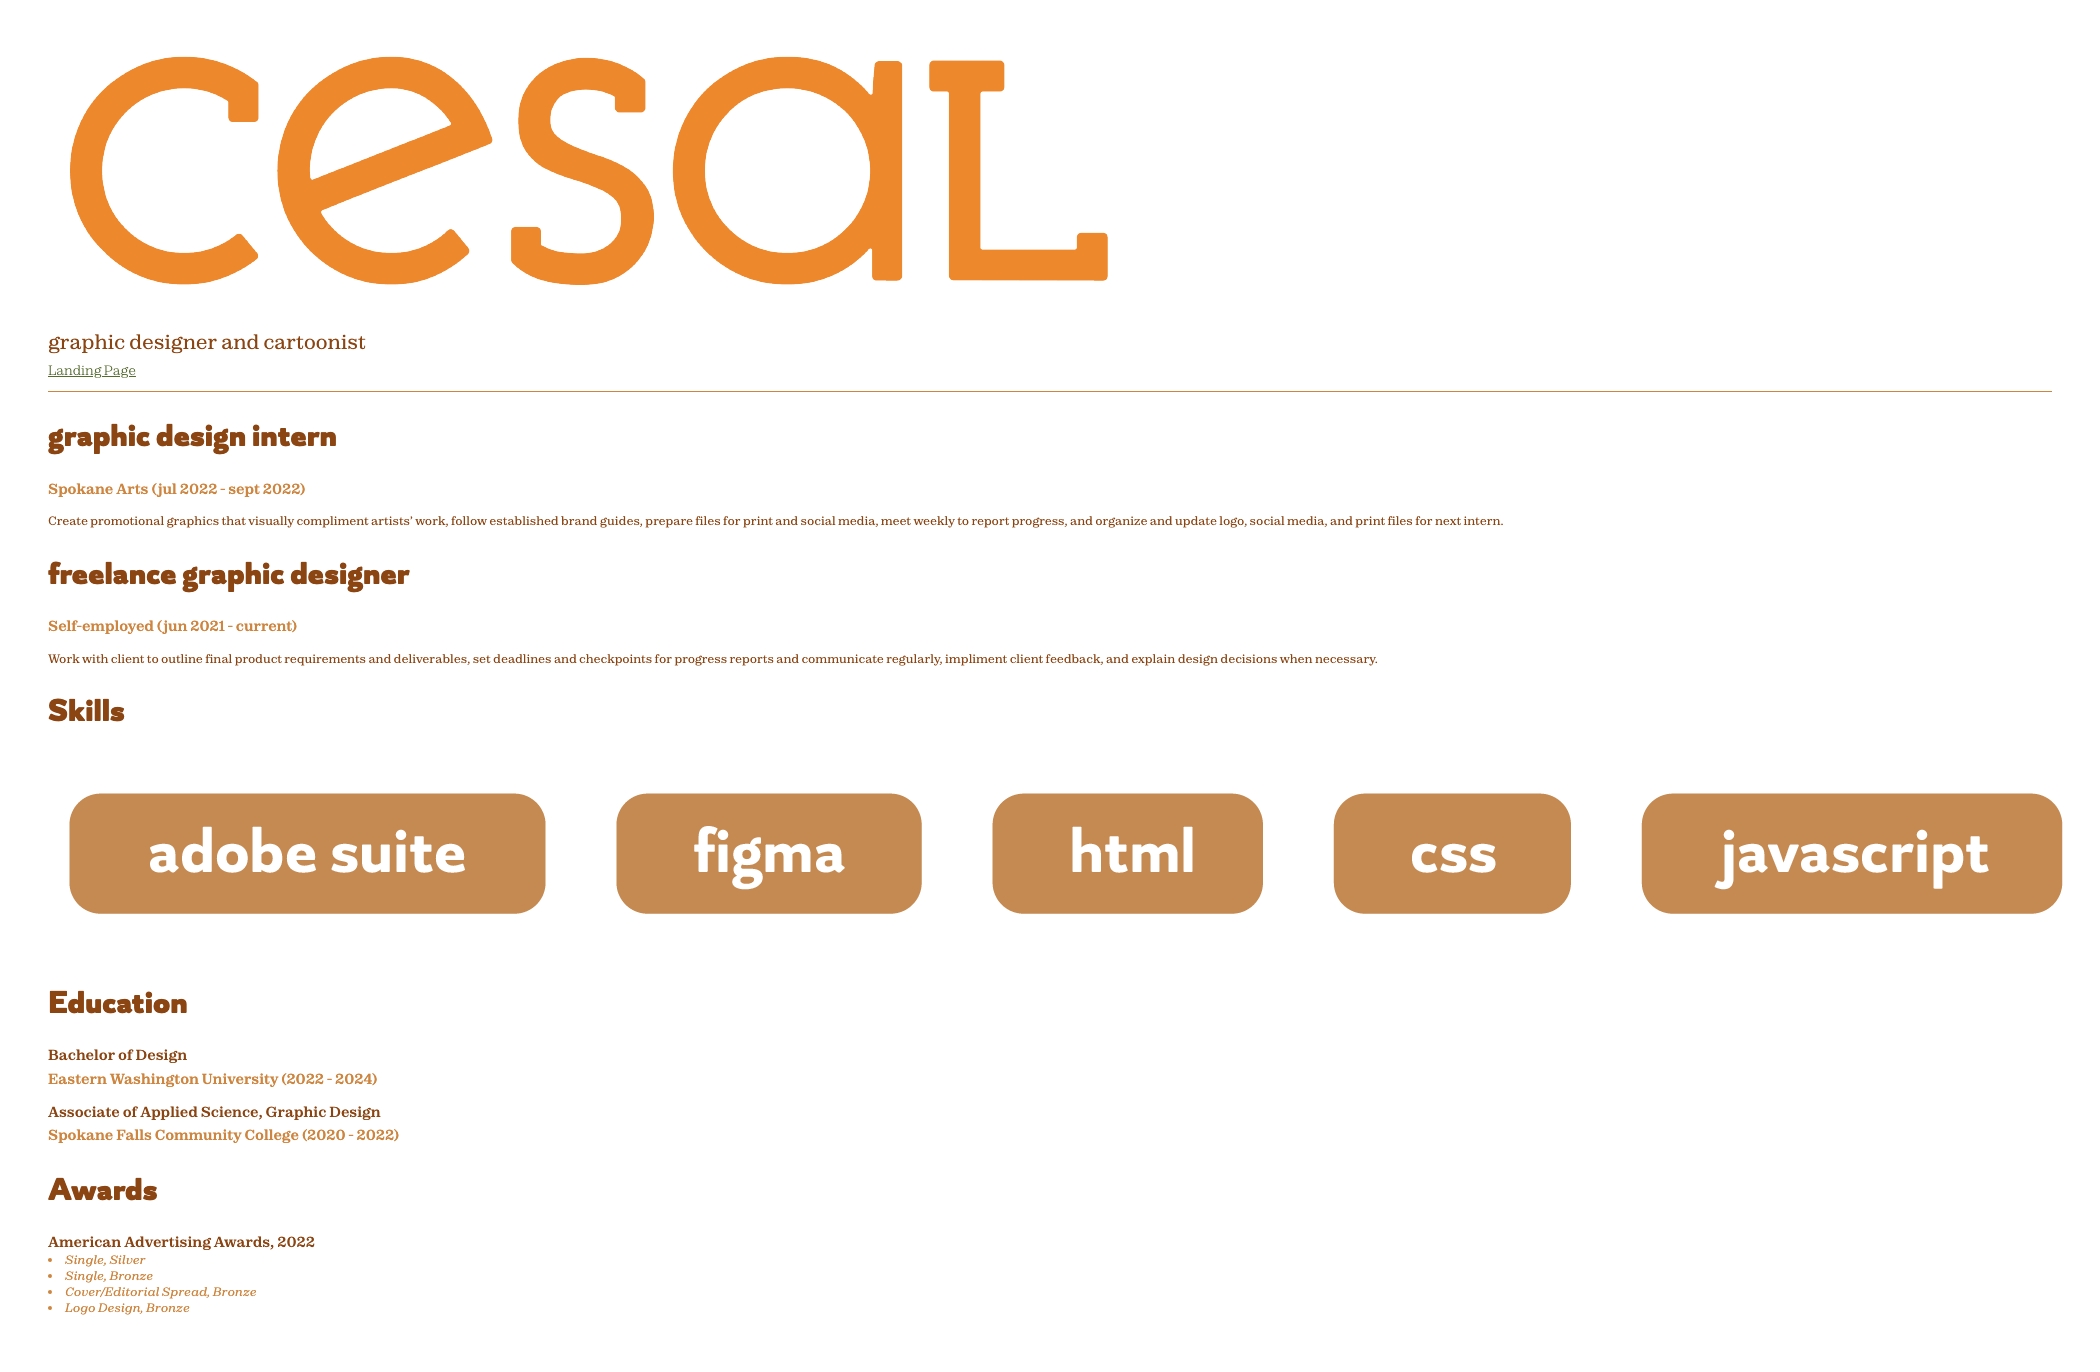 cesaL
graphic designer and cartoonist
Landing Page
graphic design intern
Spokane Arts (jul 2022 - sept 2022)
Create promotional graphics that visually compliment artists' work, follow established brand guides, prepare files for print and social media, meet weekly to report progress, and organize and update logo, social media, and print files for next intern.
freelance graphic designer
Self-employed (jun 2021 - current)
Work with client to outline final product requirements and deliverables, set deadlines and checkpoints for progress reports and communicate regularly, impliment client feedback, and explain design decisions when necessary.
Skills
adobe suite figma html css javascript
Education
Bachelor of Design
Eastern Washington University (2022 - 2024)
Associate of Applied Science, Graphic Design
Spokane Falls Community College (2020 - 2022)
Awards
American Advertising Awards, 2022
• Single, Silver
• Single, Bronze
• Cover/Editorial Spread, Bronze
• Logo Design, Bronze